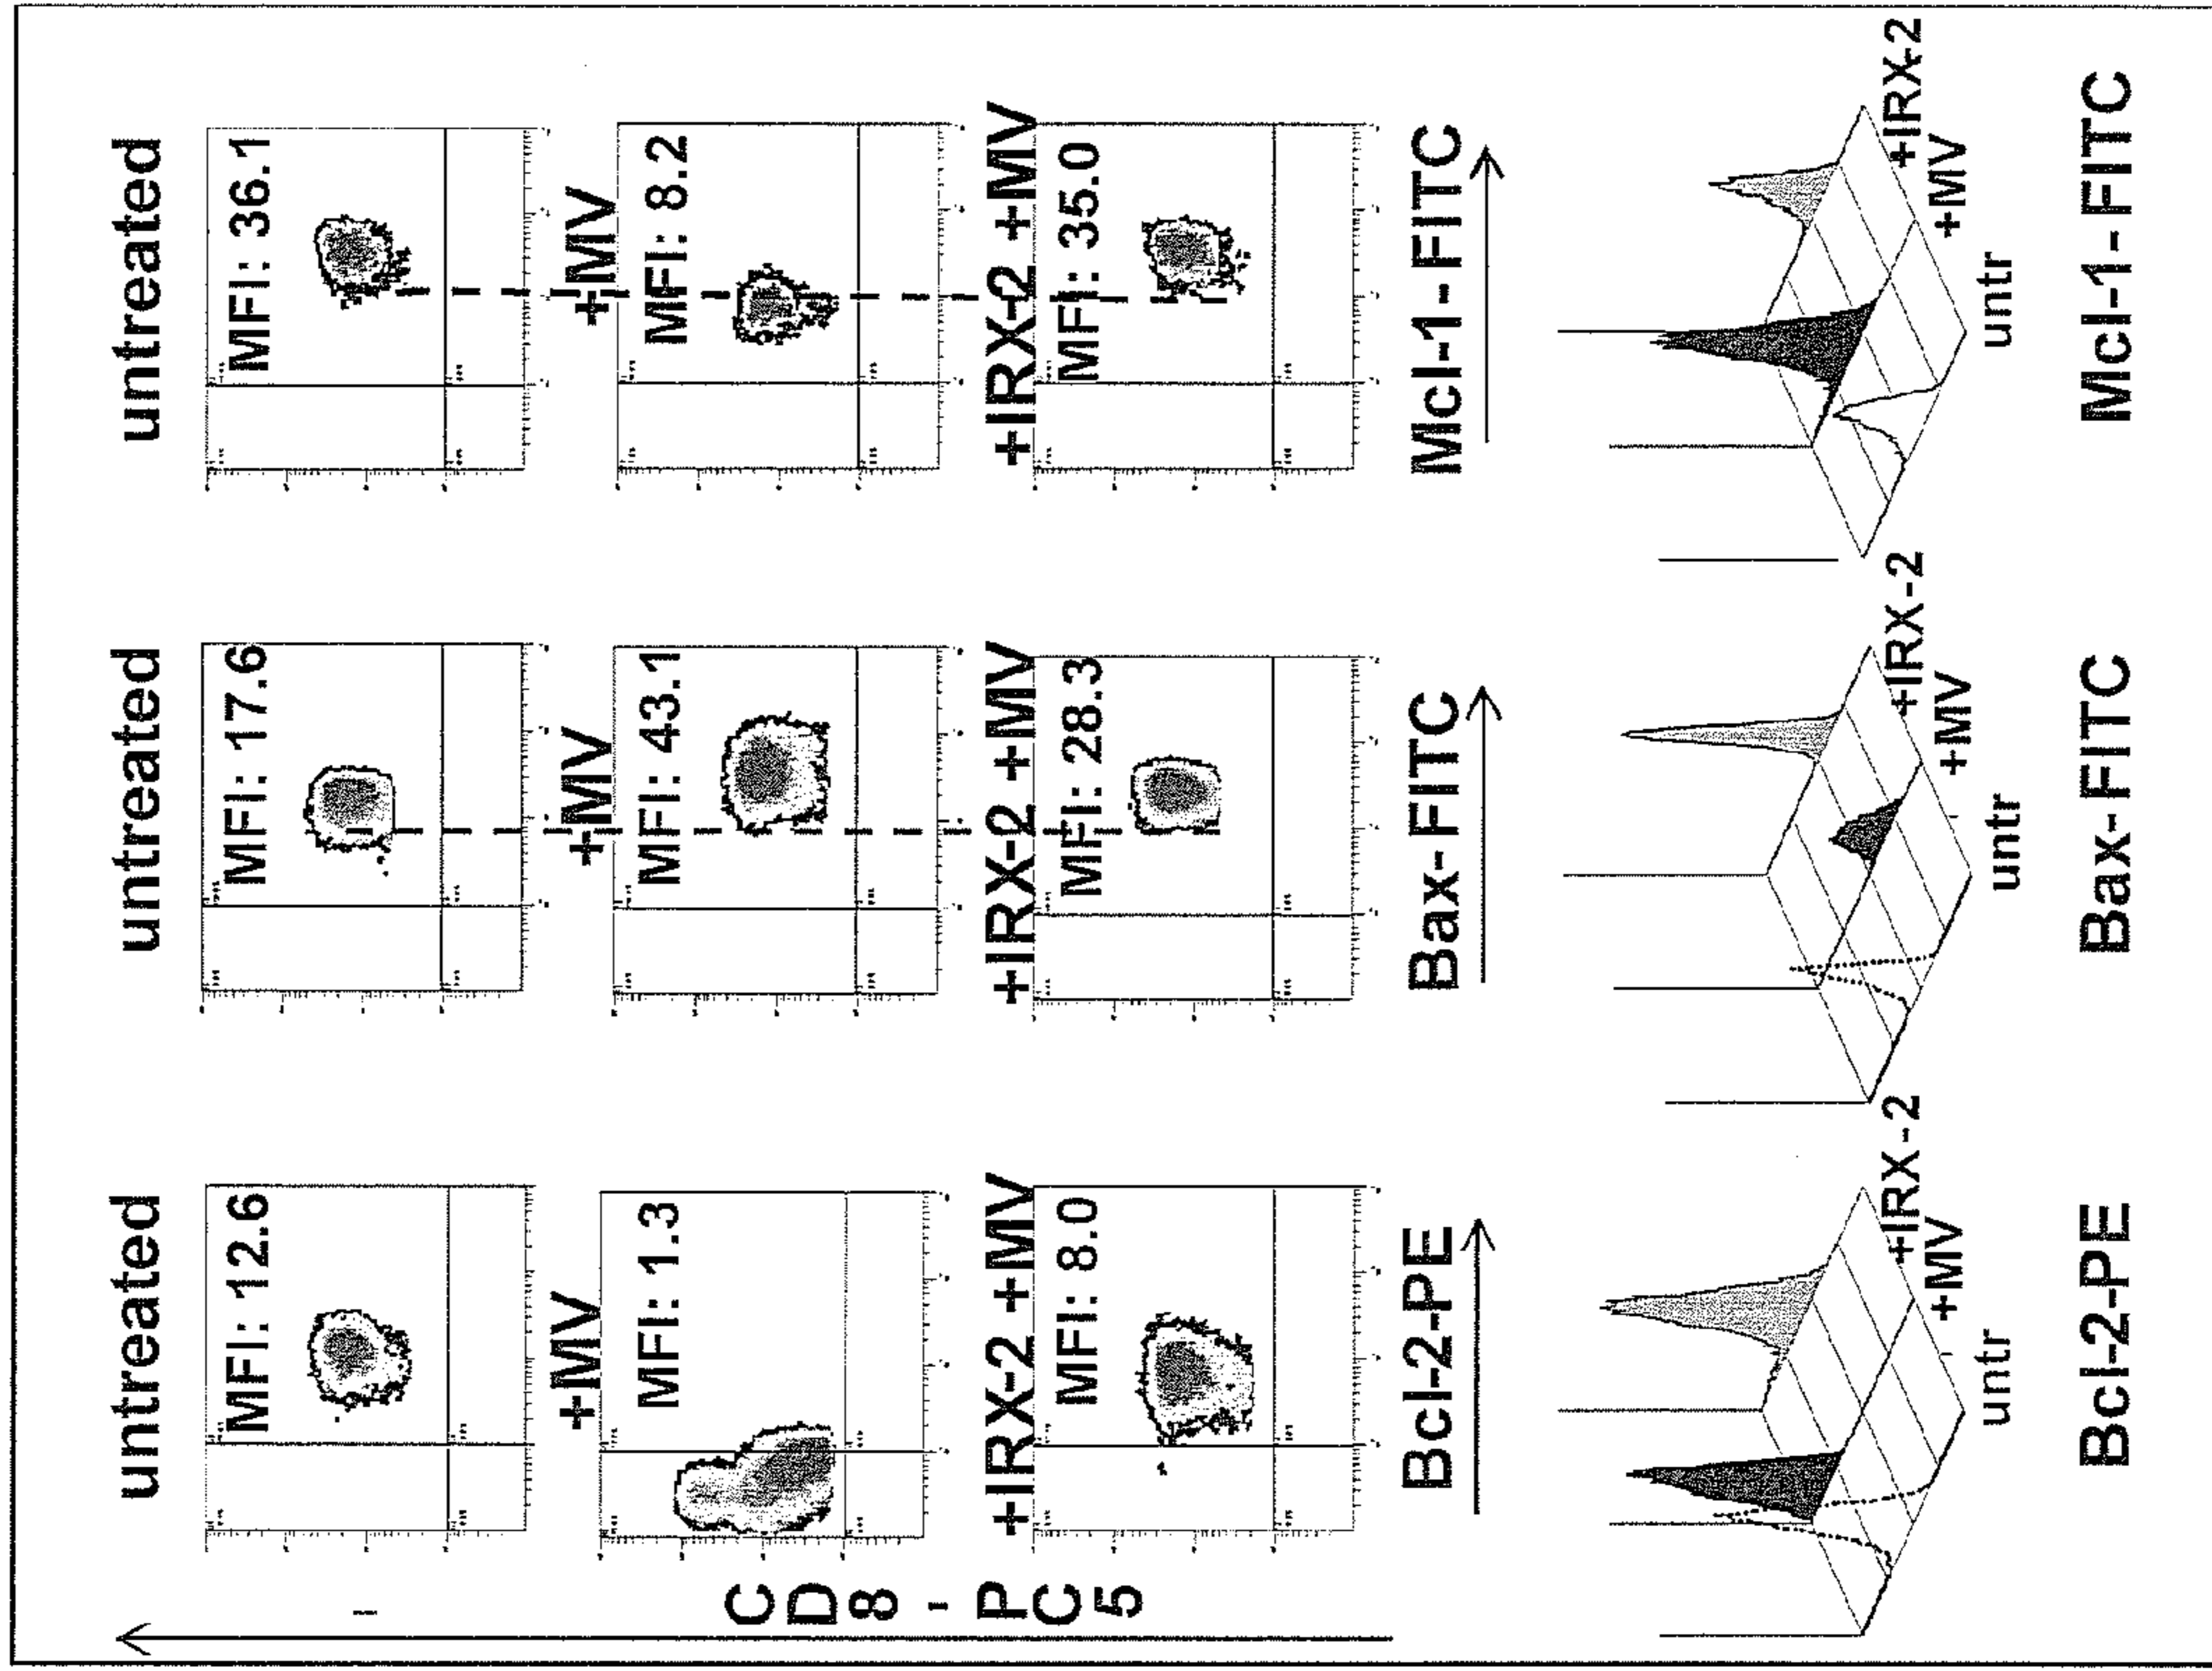 untreated untreated untreated
MFI: 12.6 MFI: 17.6 MFI: 36.1
+MV +MV +MV
MFI: 1.3 MFI: 43.1 MFI: 8.2
+IRX-2 +MV +IRX-2 +MV +IRX-2 +MV
MFI: 8.0 MFI: 28.3 MFI: 35.0
CD8-PC5
Bcl-2-PE Bax-FITC Mcl-1-FITC
+IRX-2 +IRX-2 +IRX-2
+MV +MV +MV
untr untr untr
Bcl-2-PE Bax-FITC Mcl-1-FITC